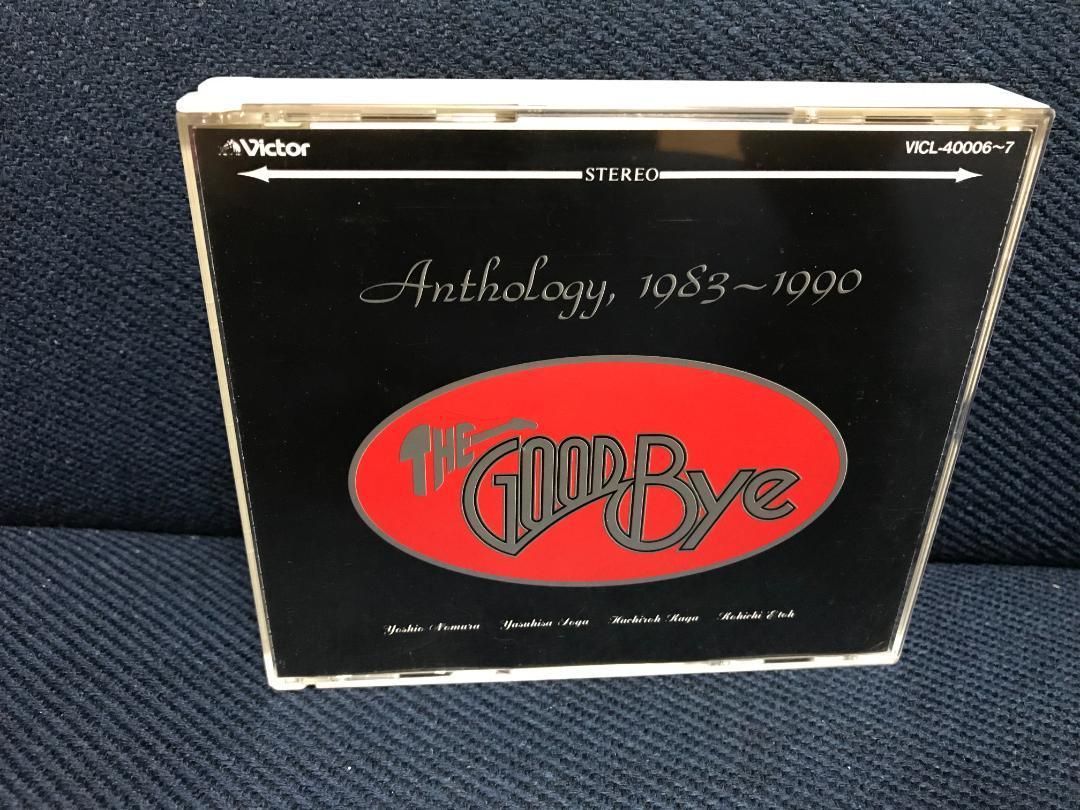 Victor
VICL-40006~7
STEREO
Anthology, 1983~1990
THE GOOD Bye
Yoshio Nomura Yasuhisa Soga Hachiroh Kaga Kohichi Etoh